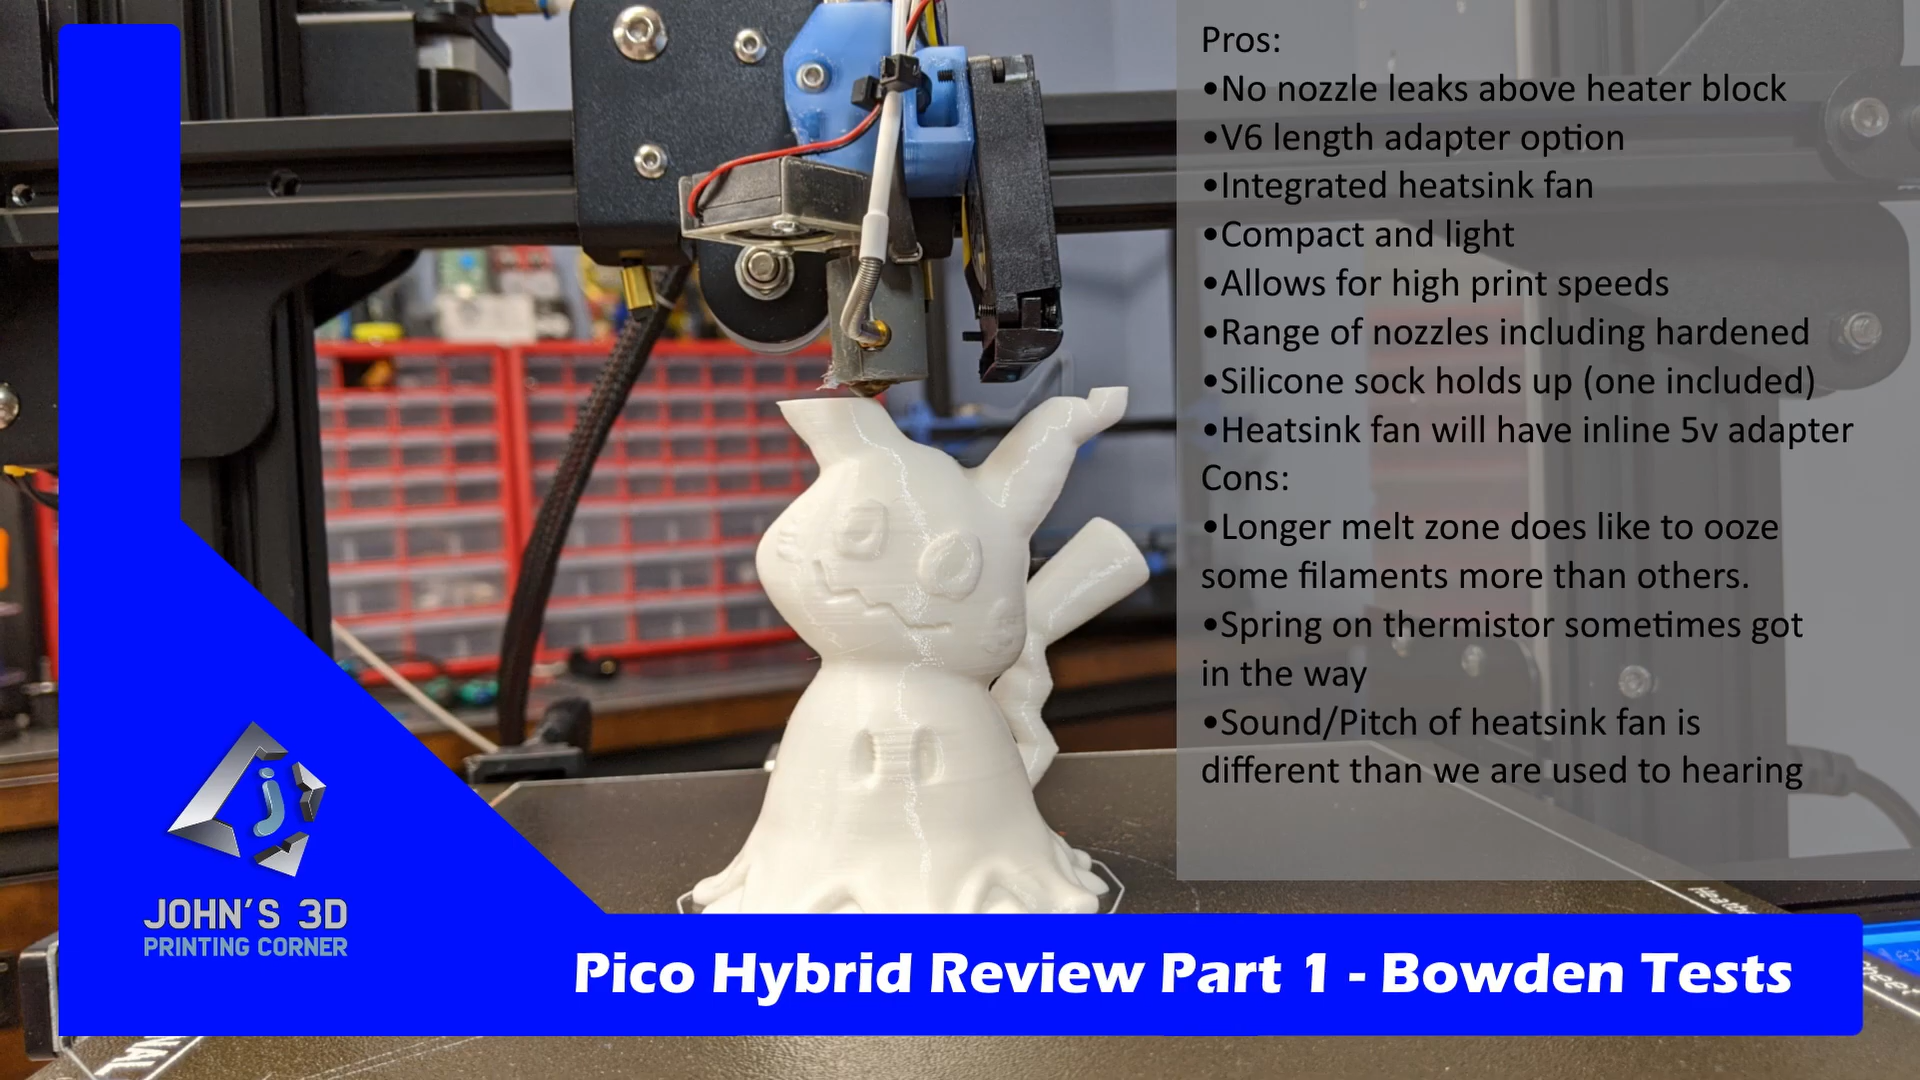 Pros:
•No nozzle leaks above heater block
•V6 length adapter option
•Integrated heatsink fan
•Compact and light
•Allows for high print speeds
•Range of nozzles including hardened
•Silicone sock holds up (one included)
•Heatsink fan will have inline 5v adapter
Cons:
•Longer melt zone does like to ooze
some filaments more than others.
•Spring on thermistor sometimes got
in the way
•Sound/Pitch of heatsink fan is
different than we are used to hearing
j
JOHN'S 3D
PRINTING CORNER
Pico Hybrid Review Part 1 - Bowden Tests